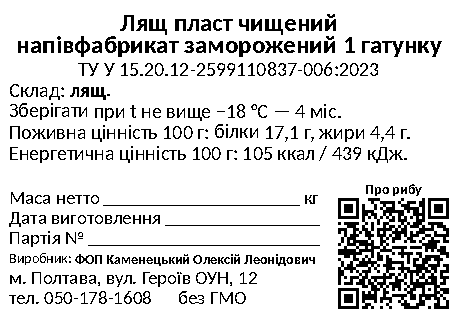 Лящ пласт чищений
напівфабрикат заморожений 1 гатунку
ТУ У 15.20.12-2599110837-006:2023
Склад: лящ.
Зберігати при t не вище −18 °C — 4 міс.
Поживна цінність 100 г: білки 17,1 г, жири 4,4 г.
Енергетична цінність 100 г: 105 ккал / 439 кДж.
Маса нетто ______________________ кг
Дата виготовлення ________________
Партія № ________________________
Про рибу
Виробник: ФОП Каменецький Олексій Леонідович
м. Полтава, вул. Героїв ОУН, 12
тел. 050-178-1608 без ГМО